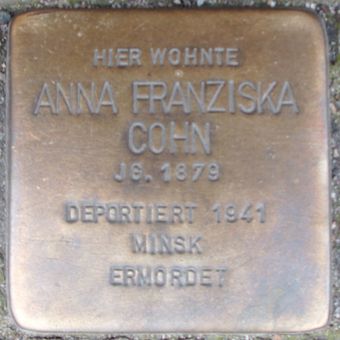 HIER WOHNTE
ANNA FRANZISKA
COHN
JG. 1879
DEPORTIERT 1941
MINSK
ERMORDET